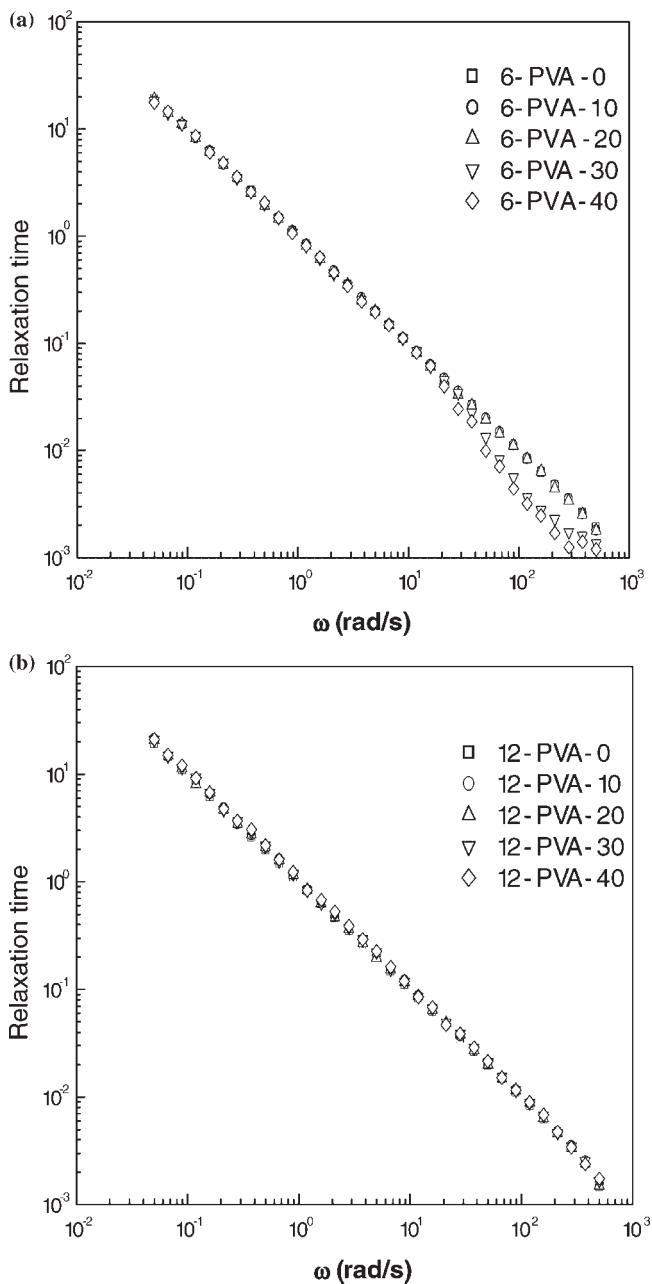 (a)
10²
10¹
10⁰
10⁻¹
10⁻²
10⁻³
Relaxation time
6-PVA-0
6-PVA-10
6-PVA-20
6-PVA-30
6-PVA-40
10⁻² 10⁻¹ 10⁰ 10¹ 10² 10³
ω (rad/s)
(b)
10²
10¹
10⁰
10⁻¹
10⁻²
10⁻³
Relaxation time
12-PVA-0
12-PVA-10
12-PVA-20
12-PVA-30
12-PVA-40
10⁻² 10⁻¹ 10⁰ 10¹ 10² 10³
ω (rad/s)